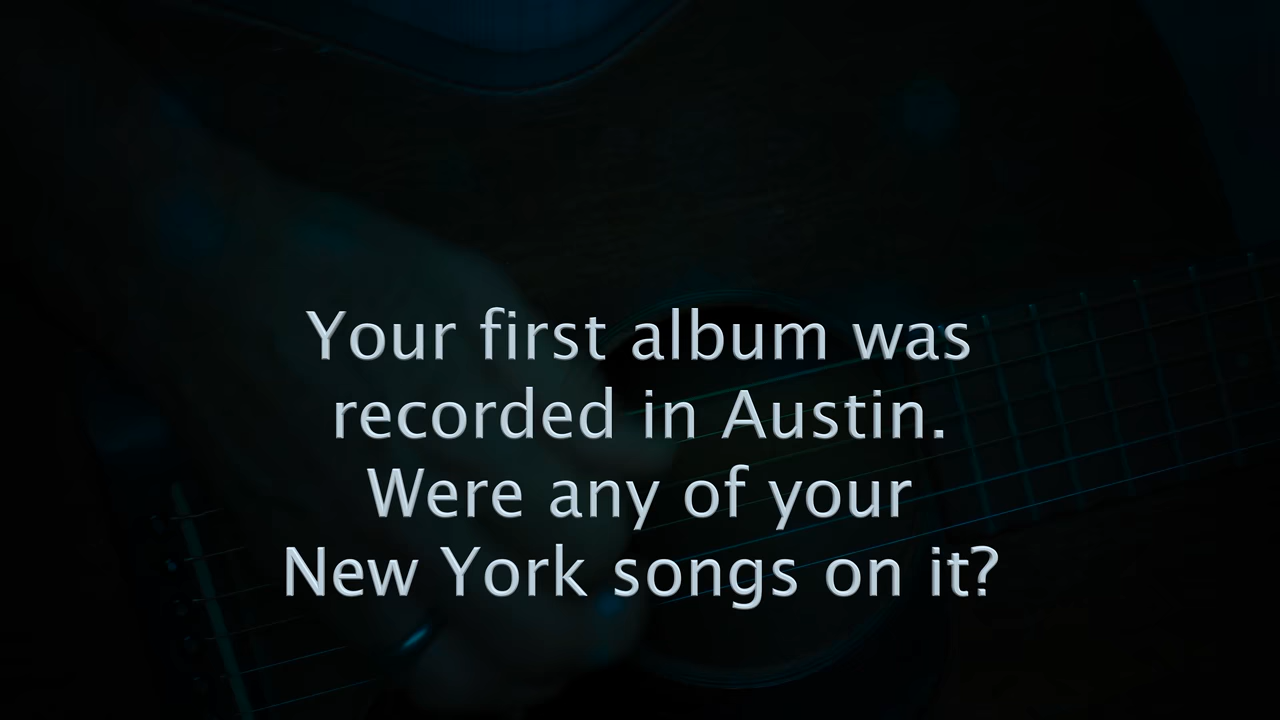 Your first album was
recorded in Austin.
Were any of your
New York songs on it?